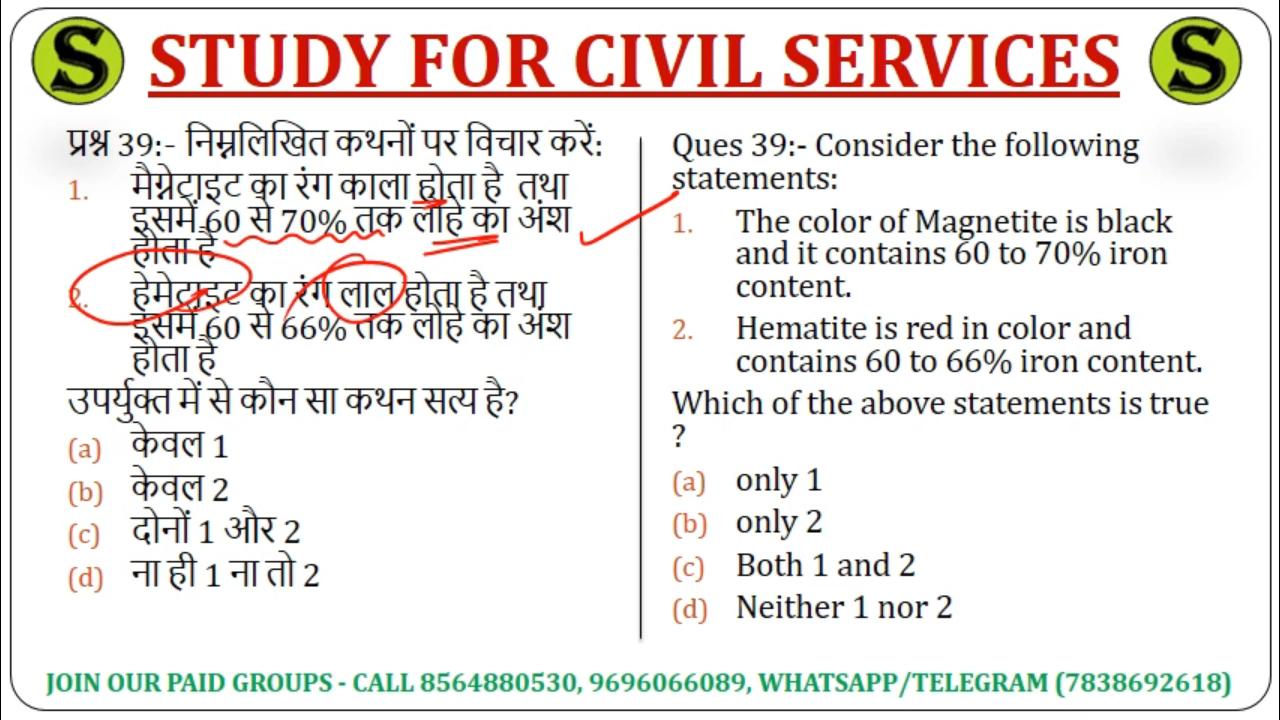 S
STUDY FOR CIVIL SERVICES
S
प्रश्न 39:- निम्नलिखित कथनों पर विचार करें:
1. मैग्नेटाइट का रंग काला होता है तथा
इसमें 60 से 70% तक लोहे का अंश
होता है
2. हेमेटाइट का रंग लाल होता है तथा
इसमें 60 से 66% तक लोहे का अंश
होता है
उपर्युक्त में से कौन सा कथन सत्य है?
(a) केवल 1
(b) केवल 2
(c) दोनों 1 और 2
(d) ना ही 1 ना तो 2
Ques 39:- Consider the following
statements:
1. The color of Magnetite is black
and it contains 60 to 70% iron
content.
2. Hematite is red in color and
contains 60 to 66% iron content.
Which of the above statements is true
?
(a) only 1
(b) only 2
(c) Both 1 and 2
(d) Neither 1 nor 2
JOIN OUR PAID GROUPS - CALL 8564880530, 9696066089, WHATSAPP/TELEGRAM (7838692618)